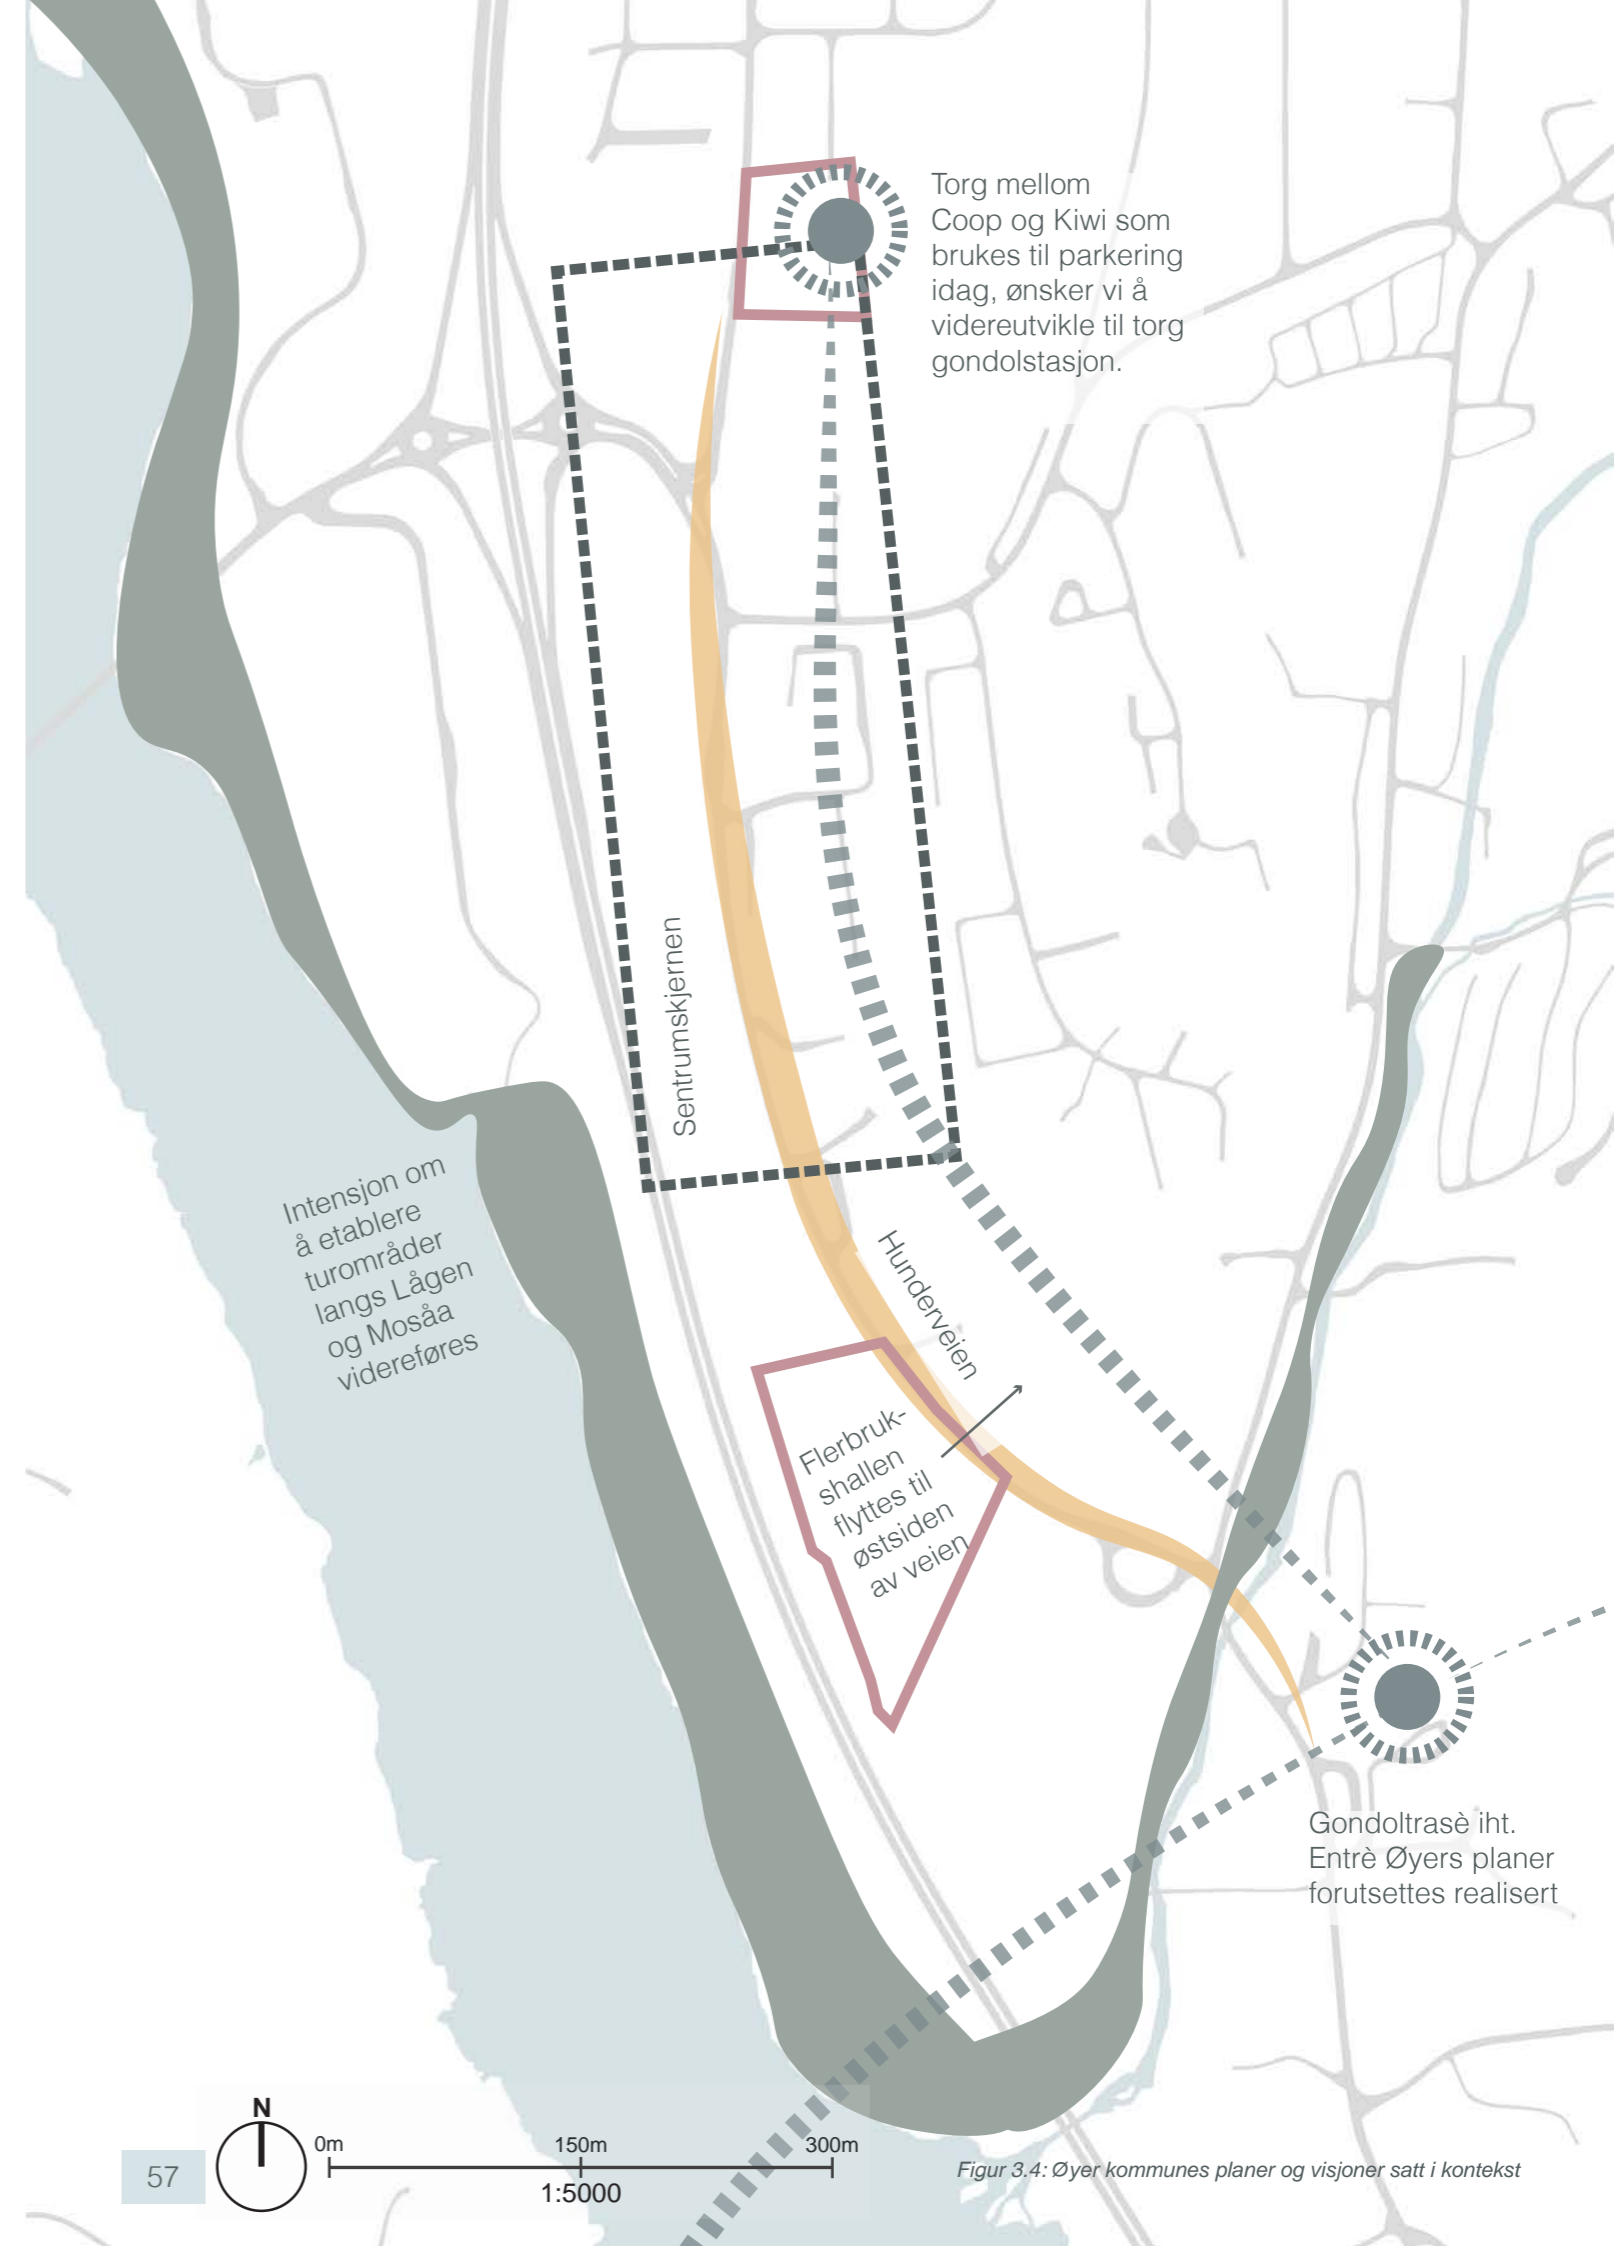 Torg mellom
Coop og Kiwi som
brukes til parkering
idag, ønsker vi å
videreutvikle til torg
gondolstasjon.
Sentrumskjernen
Intensjon om
å etablere
turområder
langs Lågen
og Mosåa
videreføres
Hunderveien
Flerbruk-
shallen
flyttes til
østsiden
av veien
Gondoltrasè iht.
Entrè Øyers planer
forutsettes realisert
N
0m
150m
300m
1:5000
57
Figur 3.4: Øyer kommunes planer og visjoner satt i kontekst